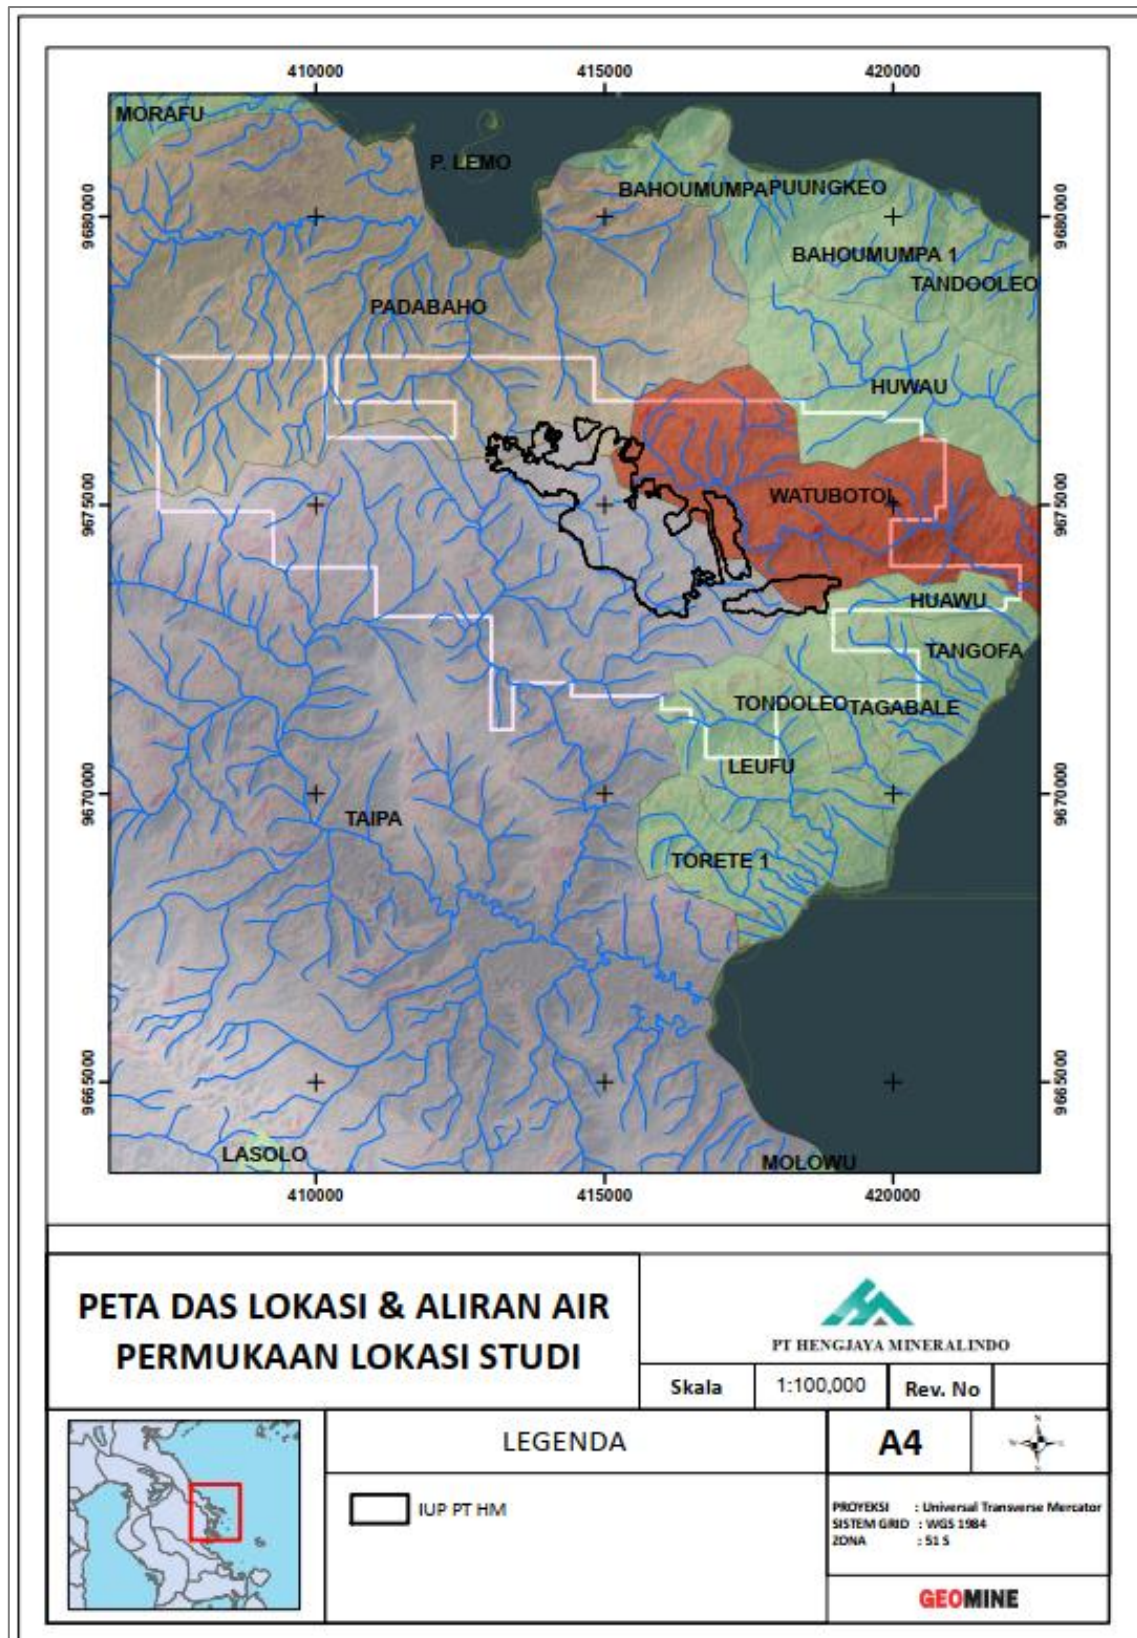 410000 415000 420000
MORAFU
P. LEMO
BAHOUMUMPA PUUNGKEO
9680000 9680000
BAHOUMUMPA 1
TANDOOLEO
PADABAHO
HUWAU
WATUBOTOL
9675000 9675000
HUAWU
TANGOFA
TONDOLEO TAGABALE
LEUFU
9670000 9670000
TAIPA
TORETE 1
9665000 9665000
LASOLO
MOLOWU
410000 415000 420000
PETA DAS LOKASI & ALIRAN AIR
PERMUKAAN LOKASI STUDI
PT HENGJAYA MINERALINDO
Skala 1:100,000 Rev. No
LEGENDA
A4
N
W E
S
IUP PT HM
PROYEKSI : Universal Transverse Mercator
SISTEM GRID : WGS 1984
ZONA : 51 S
GEOMINE